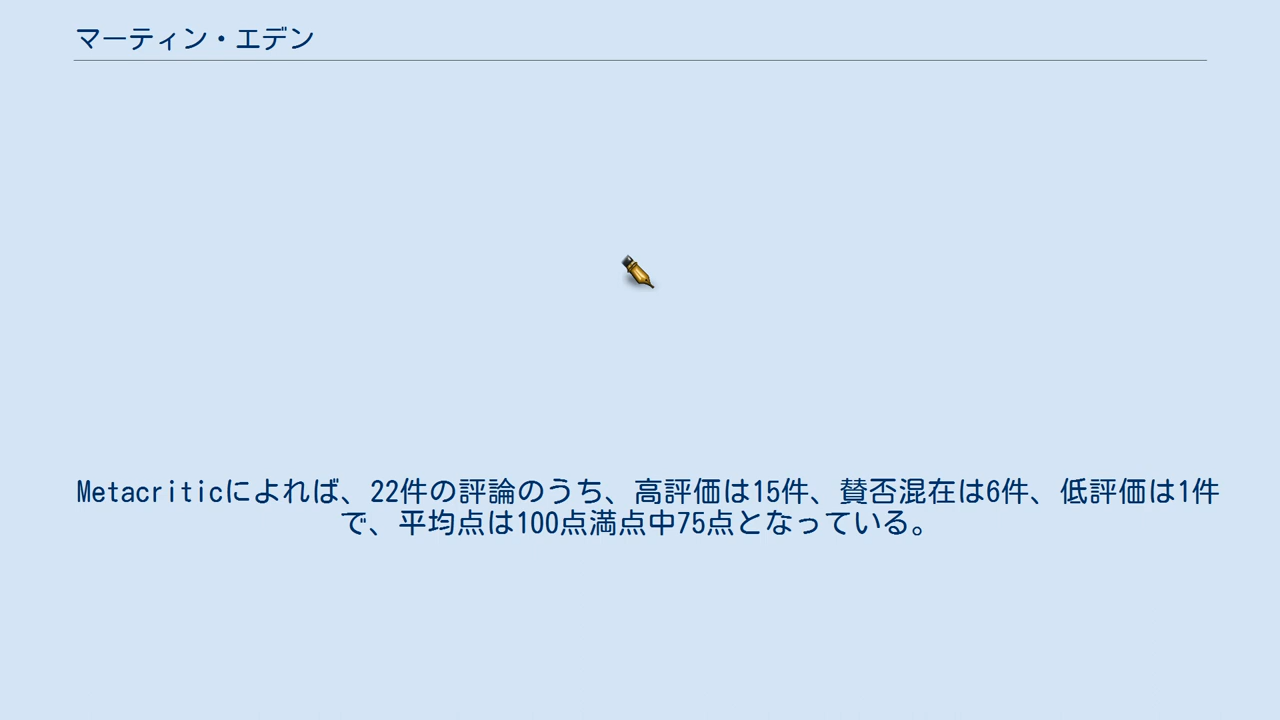 マーティン・エデン
Metacriticによれば、22件の評論のうち、高評価は15件、賛否混在は6件、低評価は1件
で、平均点は100点満点中75点となっている。